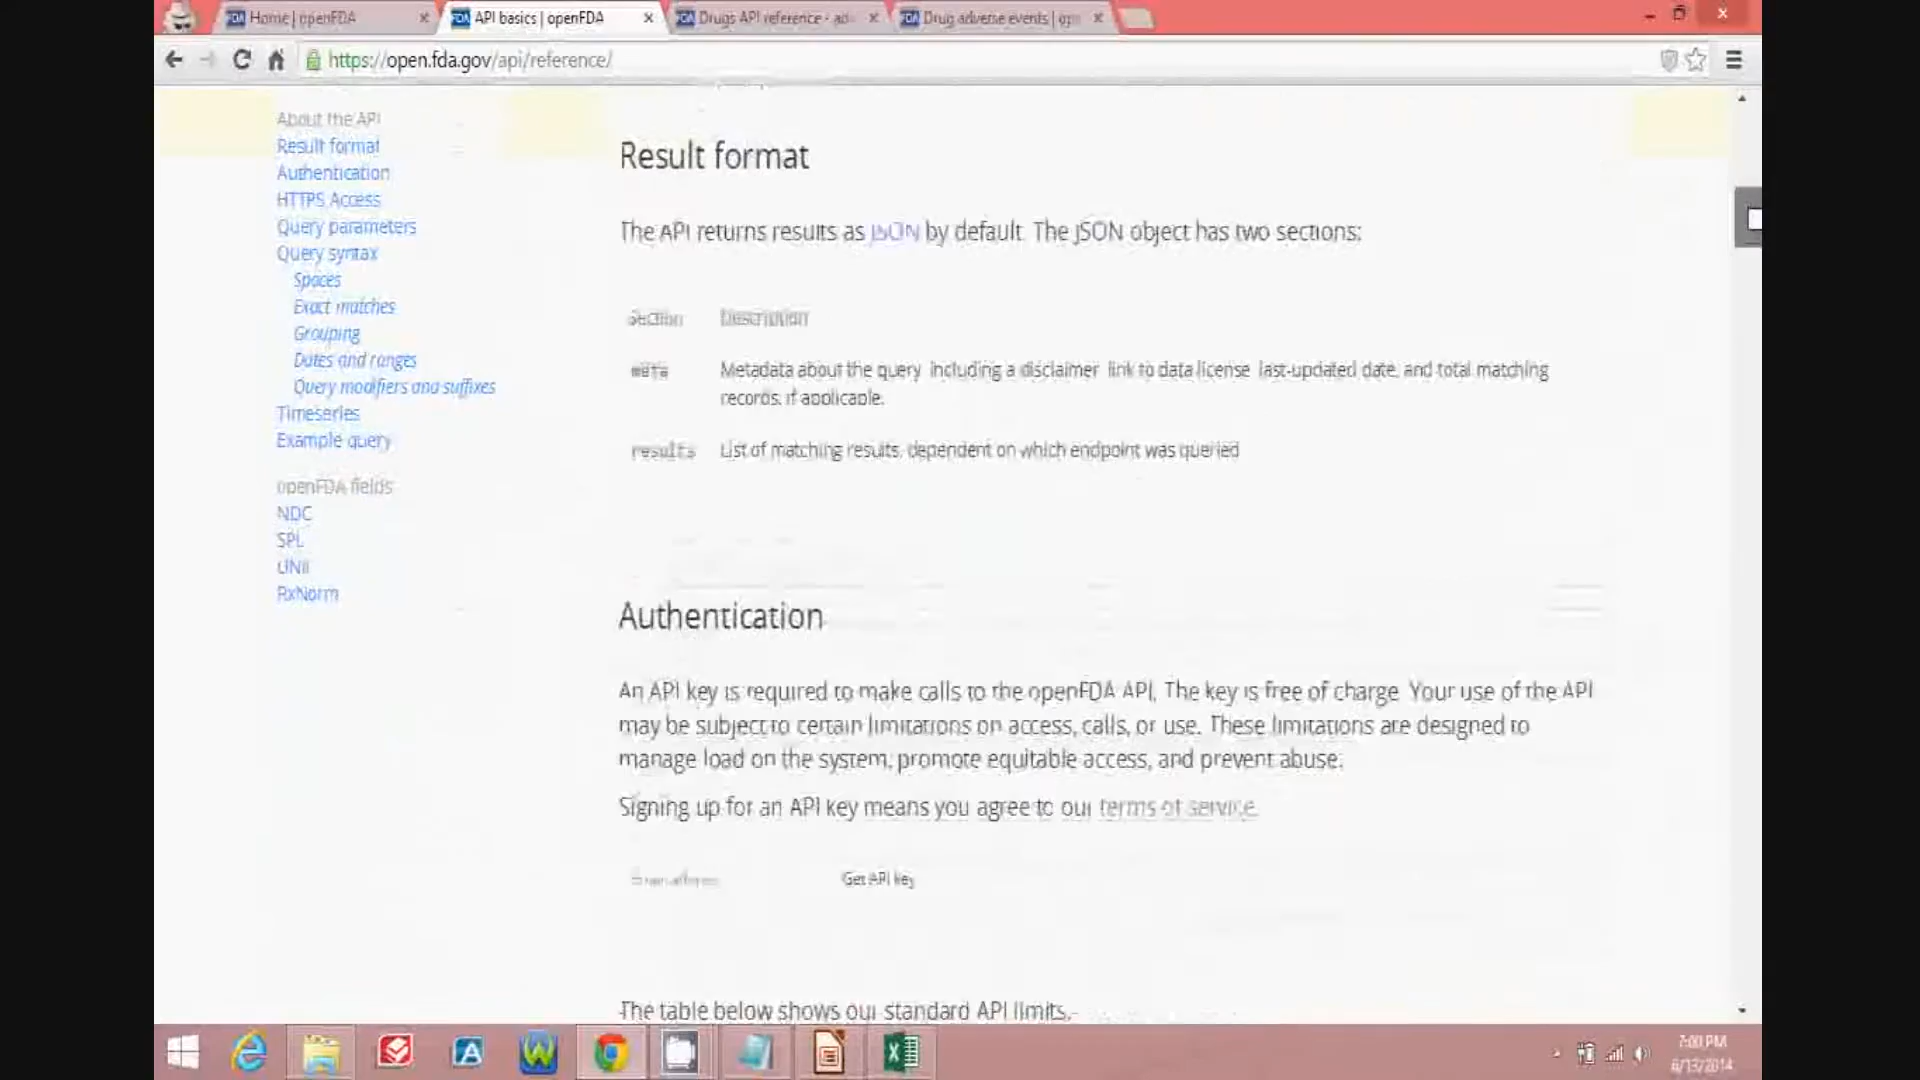 Home | openFDA
API basics | openFDA
Drugs API reference - ad
Drug adverse events | op
https://open.fda.gov/api/reference/
About the API
Result format
Authentication
HTTPS Access
Query parameters
Query syntax
Spaces
Exact matches
Grouping
Dates and ranges
Query modifiers and suffixes
Timeseries
Example query
openFDA fields
NDC
SPL
UNII
RxNorm
Result format
The API returns results as JSON by default. The JSON object has two sections:
Section Description
meta Metadata about the query including a disclaimer link to data license last-updated date, and total matching
records, if applicable.
results List of matching results, dependent on which endpoint was queried
Authentication
An API key is required to make calls to the openFDA API. The key is free of charge. Your use of the API
may be subject to certain limitations on access, calls, or use. These limitations are designed to
manage load on the system, promote equitable access, and prevent abuse.
Signing up for an API key means you agree to our terms of service.
Get API key
The table below shows our standard API limits.
7:00 PM
6/13/2014